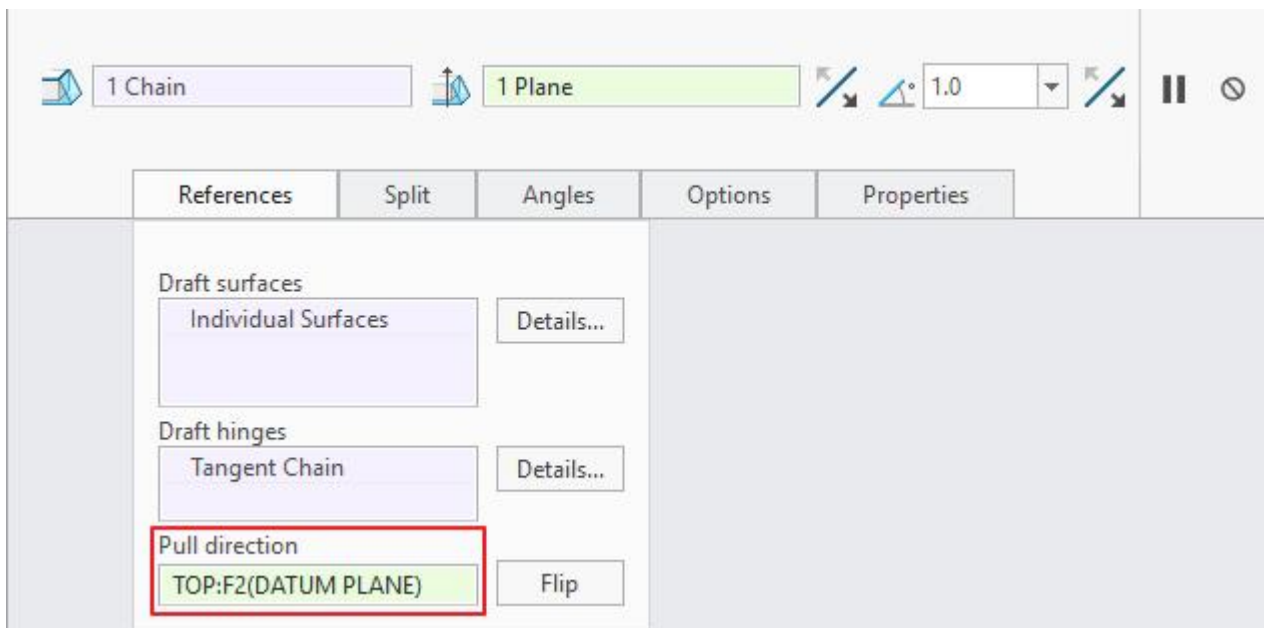 1 Chain 1 Plane 1.0
References Split Angles Options Properties
Draft surfaces
Individual Surfaces Details...
Draft hinges
Tangent Chain Details...
Pull direction
TOP:F2(DATUM PLANE) Flip